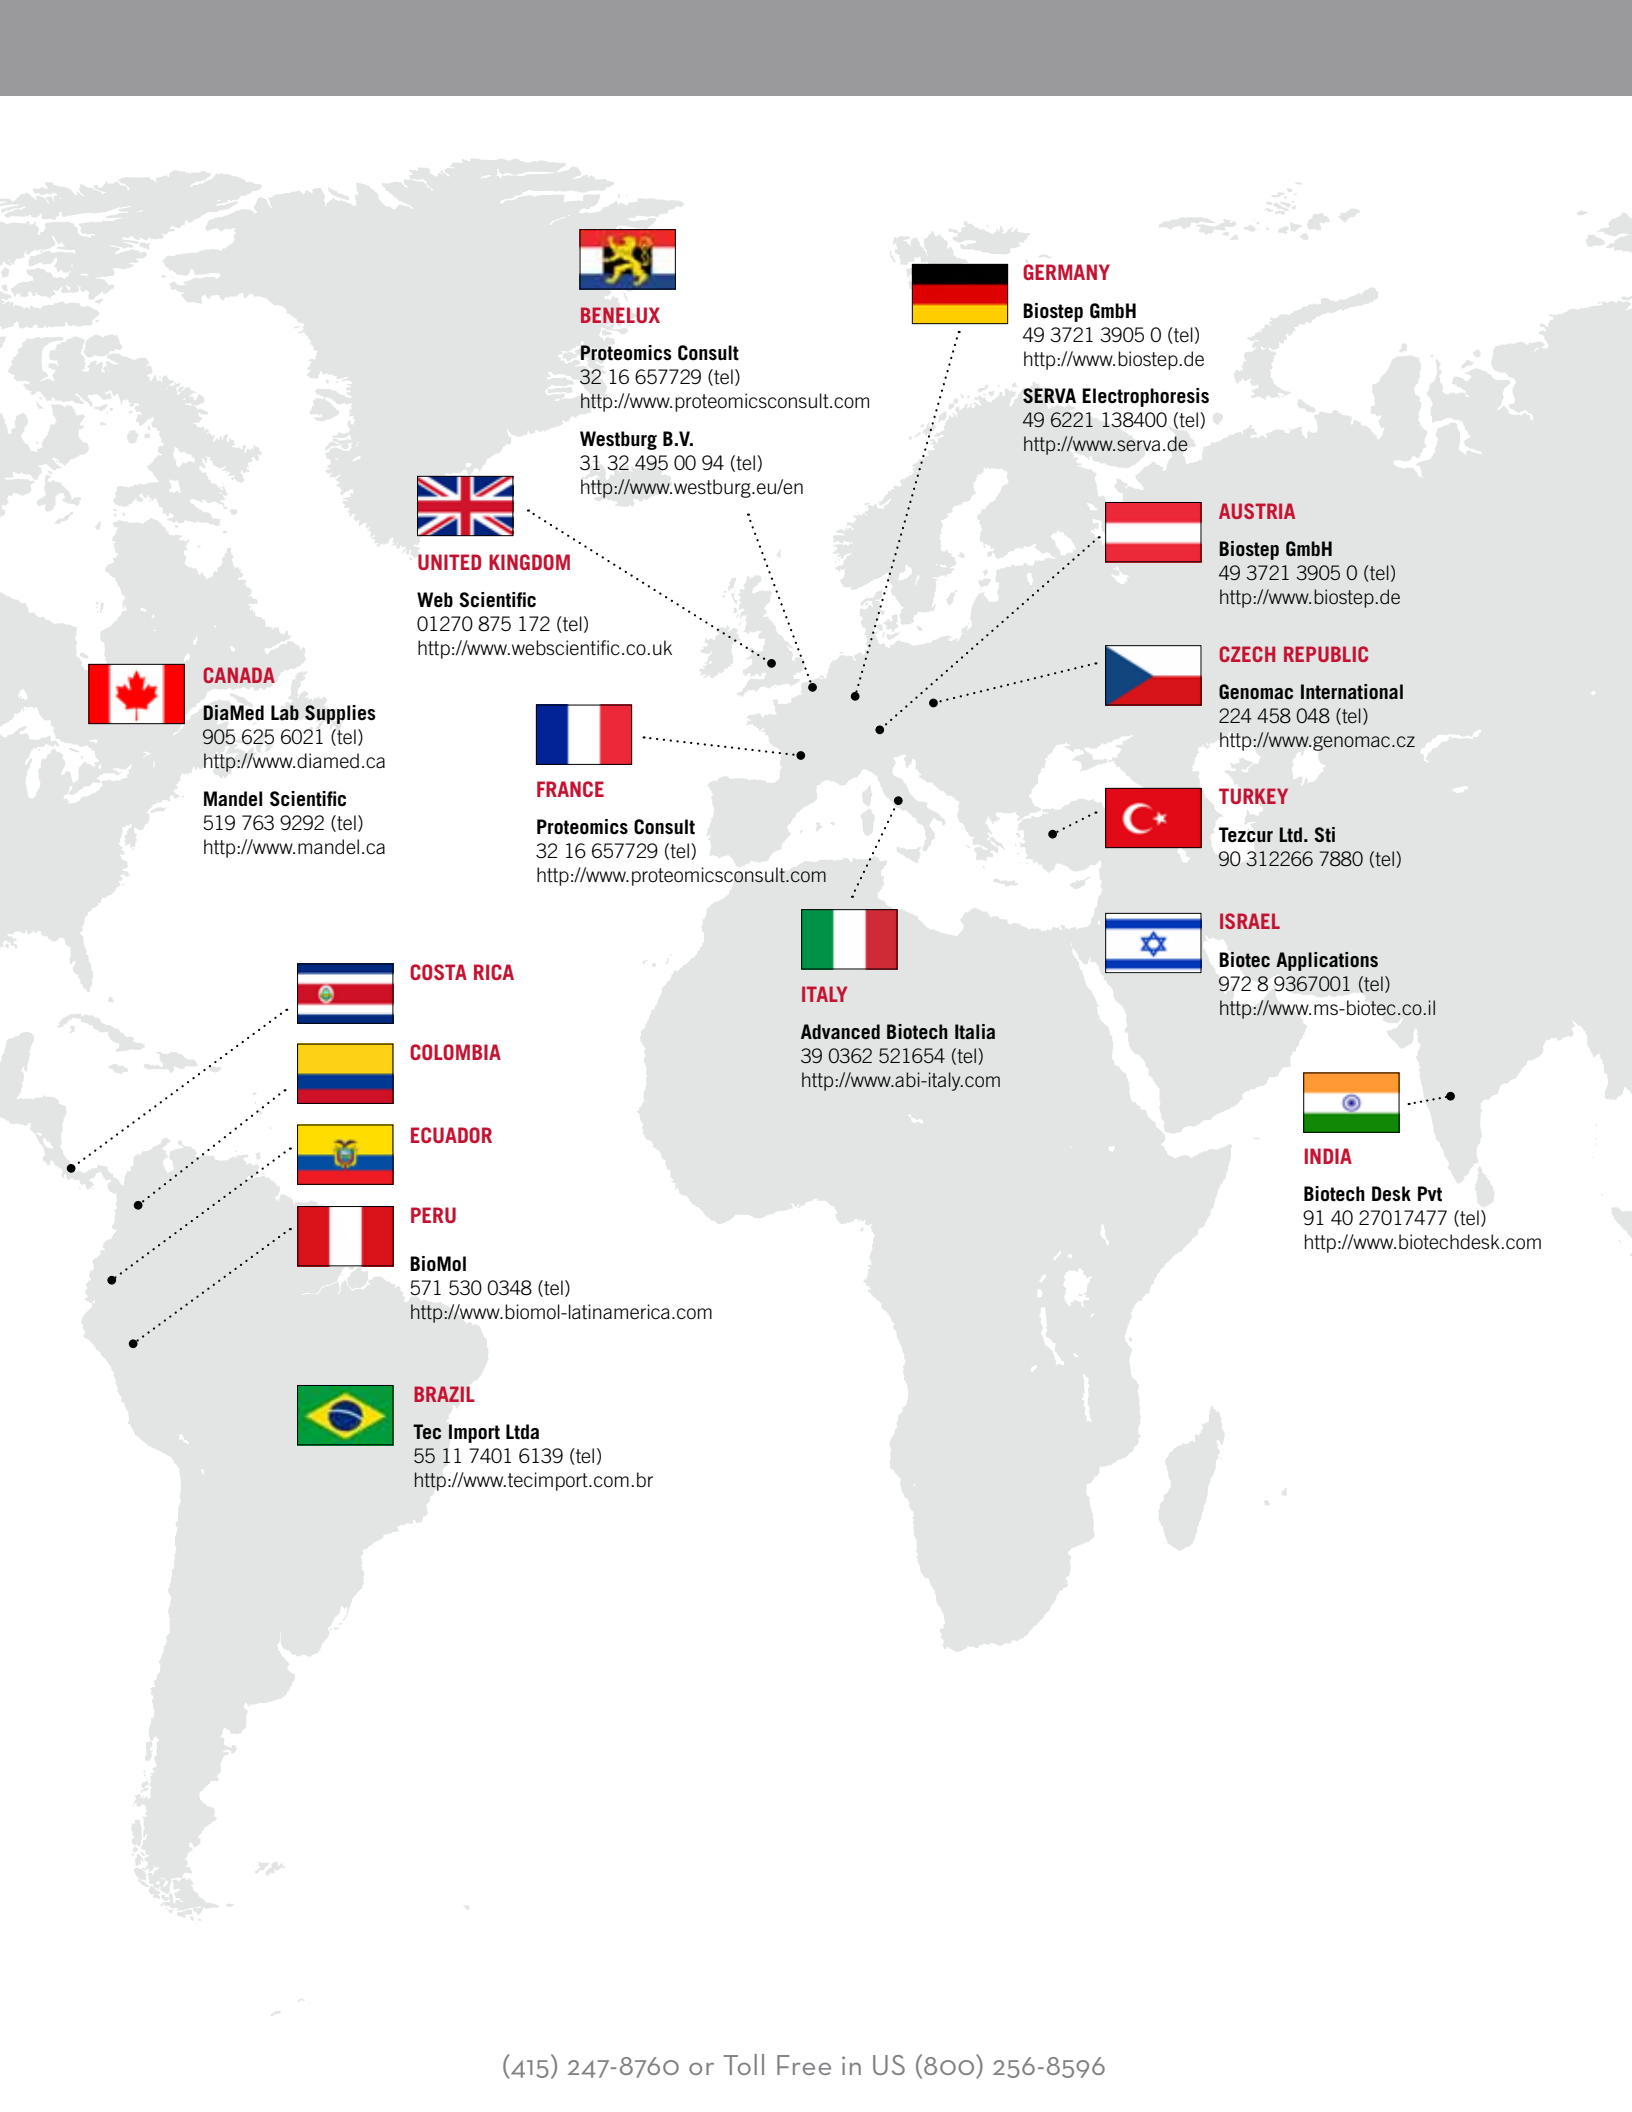 BENELUX
Proteomics Consult
32 16 657729 (tel)
http://www.proteomicsconsult.com
Westburg B.V.
31 32 495 00 94 (tel)
http://www.westburg.eu/en
GERMANY
Biostep GmbH
49 3721 3905 0 (tel)
http://www.biostep.de
SERVA Electrophoresis
49 6221 138400 (tel)
http://www.serva.de
UNITED KINGDOM
Web Scientific
01270 875 172 (tel)
http://www.webscientific.co.uk
AUSTRIA
Biostep GmbH
49 3721 3905 0 (tel)
http://www.biostep.de
CANADA
DiaMed Lab Supplies
905 625 6021 (tel)
http://www.diamed.ca
Mandel Scientific
519 763 9292 (tel)
http://www.mandel.ca
CZECH REPUBLIC
Genomac International
224 458 048 (tel)
http://www.genomac.cz
FRANCE
Proteomics Consult
32 16 657729 (tel)
http://www.proteomicsconsult.com
TURKEY
Tezcur Ltd. Sti
90 312266 7880 (tel)
ISRAEL
Biotec Applications
972 8 9367001 (tel)
http://www.ms-biotec.co.il
ITALY
Advanced Biotech Italia
39 0362 521654 (tel)
http://www.abi-italy.com
COSTA RICA
COLOMBIA
ECUADOR
PERU
BioMol
571 530 0348 (tel)
http://www.biomol-latinamerica.com
INDIA
Biotech Desk Pvt
91 40 27017477 (tel)
http://www.biotechdesk.com
BRAZIL
Tec Import Ltda
55 11 7401 6139 (tel)
http://www.tecimport.com.br
(415) 247-8760 or Toll Free in US (800) 256-8596